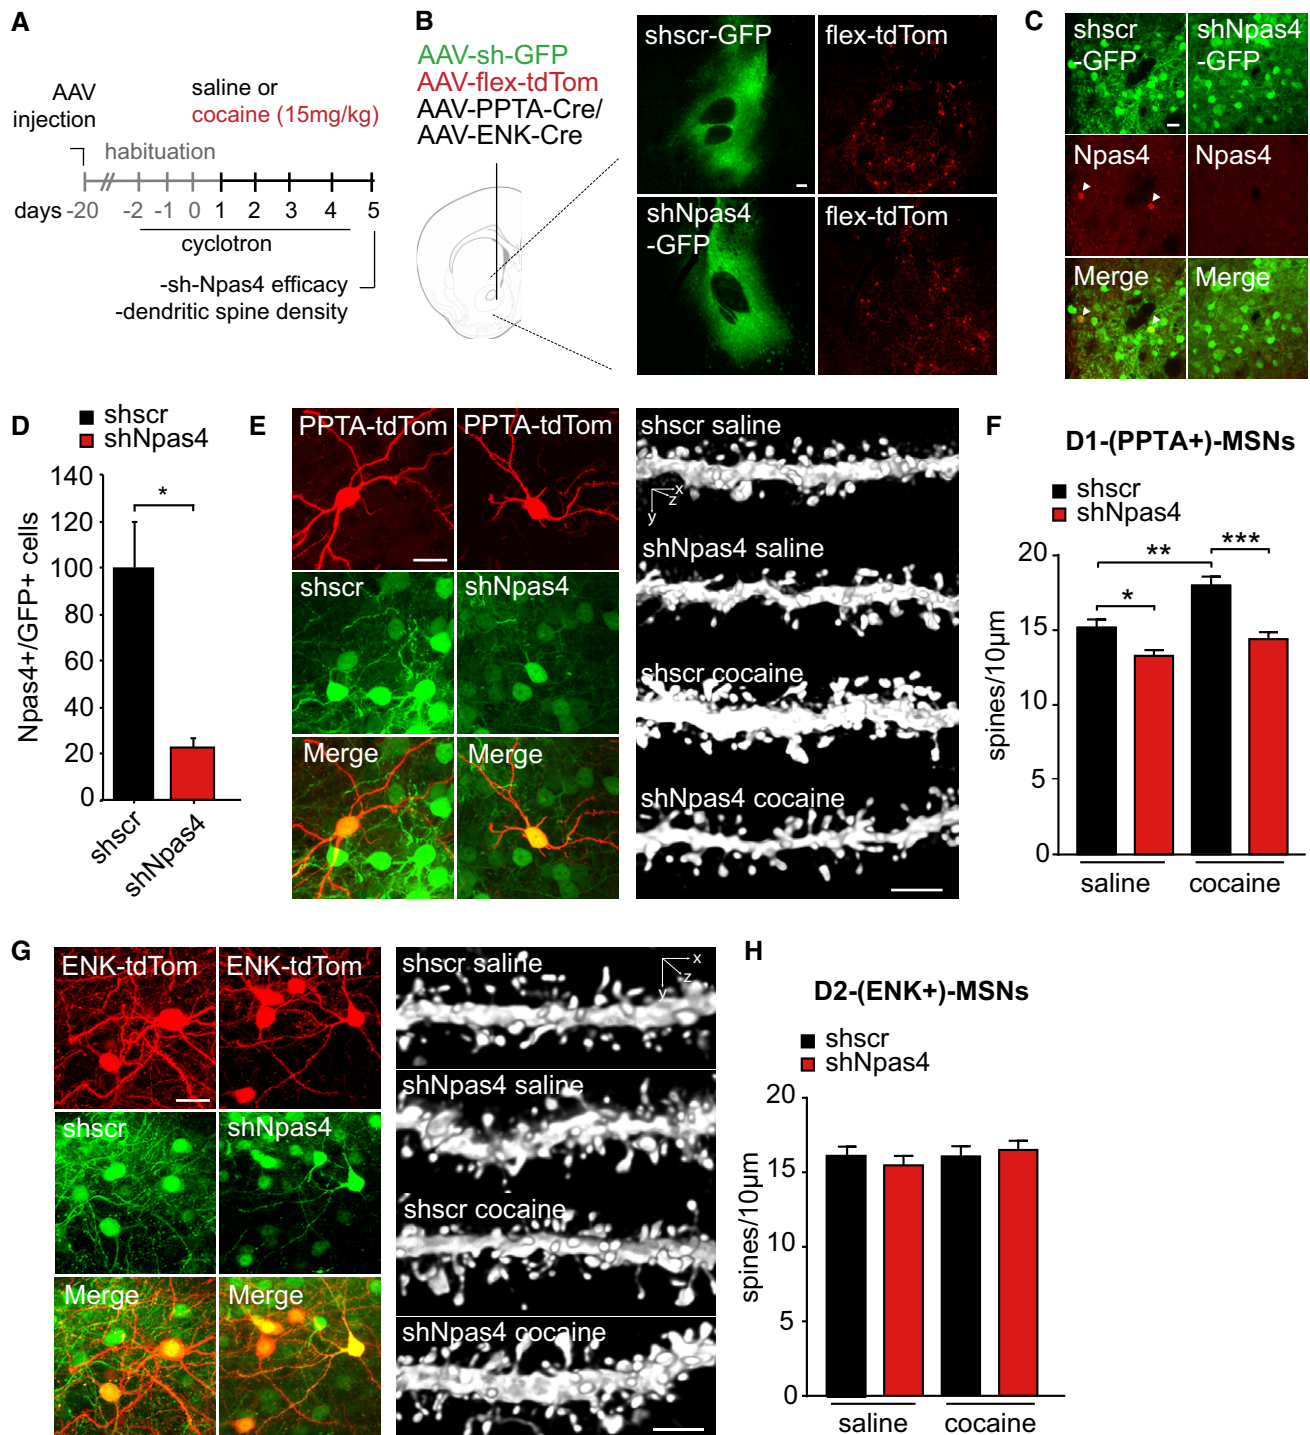 A
AAV
injection
saline or
cocaine (15mg/kg)
habituation
days -20 -2 -1 0 1 2 3 4 5
cyclotron
-sh-Npas4 efficacy
-dendritic spine density
B
AAV-sh-GFP
AAV-flex-tdTom
AAV-PPTA-Cre/
AAV-ENK-Cre
shscr-GFP
flex-tdTom
shNpas4
-GFP
flex-tdTom
C
shscr
-GFP
shNpas4
-GFP
Npas4
Npas4
Merge
Merge
D
shscr
shNpas4
Npas4+/GFP+ cells
140
120
100
80
60
40
20
0
*
shscr
shNpas4
E
PPTA-tdTom
PPTA-tdTom
shscr
shNpas4
Merge
Merge
shscr saline
x
z
y
shNpas4 saline
shscr cocaine
shNpas4 cocaine
F
D1-(PPTA+)-MSNs
shscr
shNpas4
spines/10µm
20
15
10
5
0
**
***
*
saline
cocaine
G
ENK-tdTom
ENK-tdTom
shscr
shNpas4
Merge
Merge
shscr saline
x
z
y
shNpas4 saline
shscr cocaine
shNpas4 cocaine
H
D2-(ENK+)-MSNs
shscr
shNpas4
spines/10µm
20
15
10
5
0
saline
cocaine